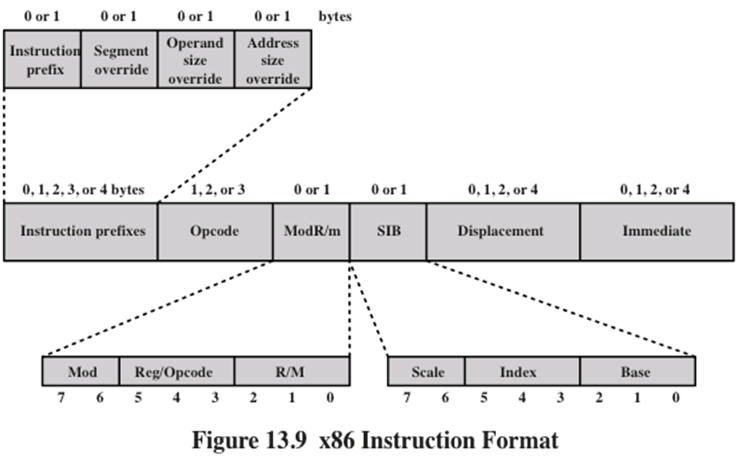 0 or 1 0 or 1 0 or 1 0 or 1 bytes
Instruction prefix
Segment override
Operand size override
Address size override
0, 1, 2, 3, or 4 bytes 1, 2, or 3 0 or 1 0 or 1 0, 1, 2, or 4 0, 1, 2, or 4
Instruction prefixes Opcode ModR/m SIB Displacement Immediate
Mod Reg/Opcode R/M Scale Index Base
7 6 5 4 3 2 1 0 7 6 5 4 3 2 1 0
Figure 13.9 x86 Instruction Format